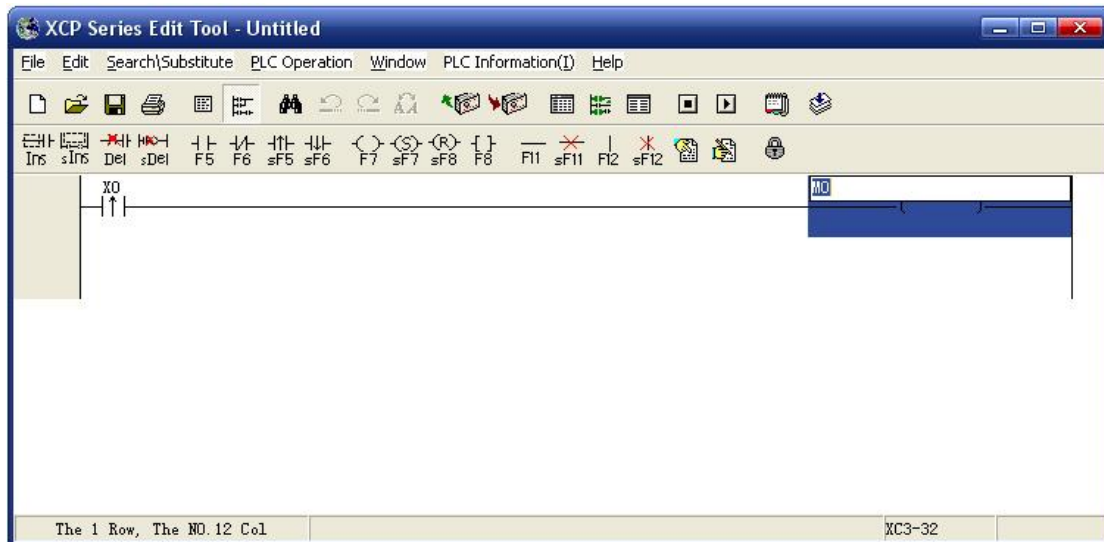 XCP Series Edit Tool - Untitled
File Edit Search\Substitute PLC Operation Window PLC Information(I) Help
Ins sIns Del sDel F5 F6 sF5 sF6 F7 sF7 sF8 F8 F11 sF11 F12 sF12
X0 M0
The 1 Row, The NO.12 Col XC3-32